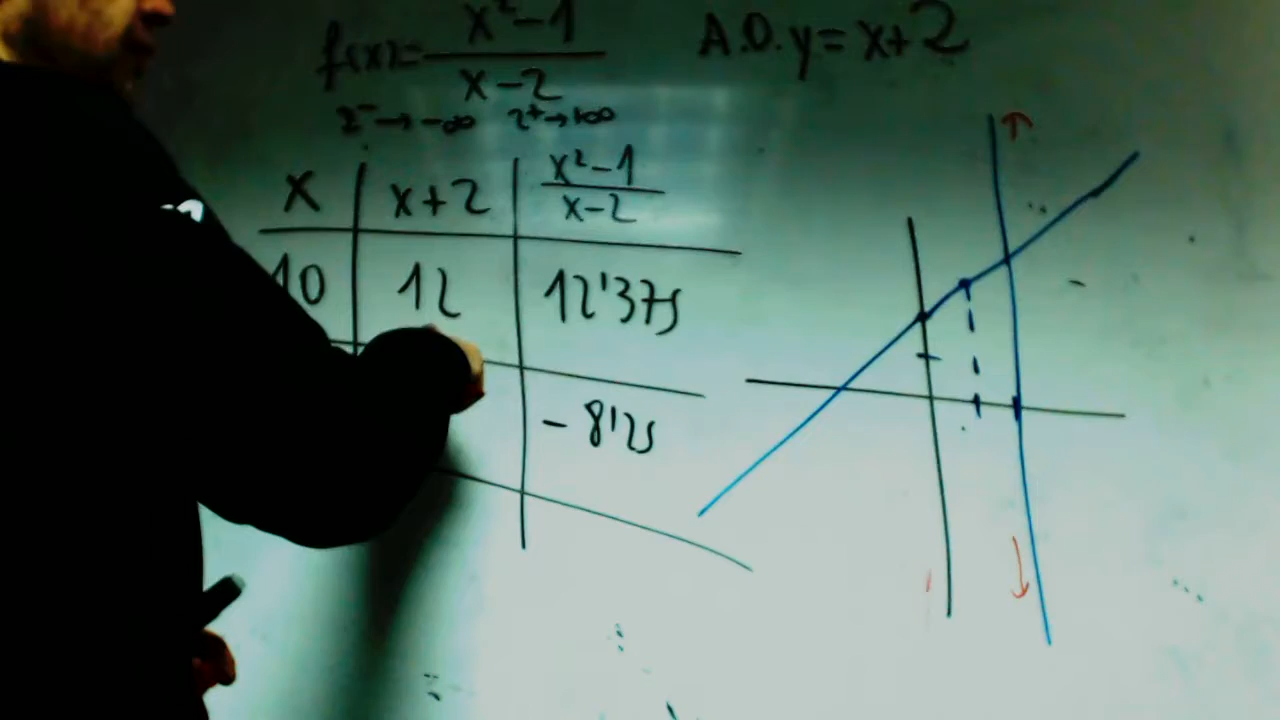 f(x)= x²-1 / x-2
A.O. y = x+2
2⁻→-∞ 2⁺→+∞
x | x+2 | x²-1 / x-2
10 | 12 | 12'375
-8'25